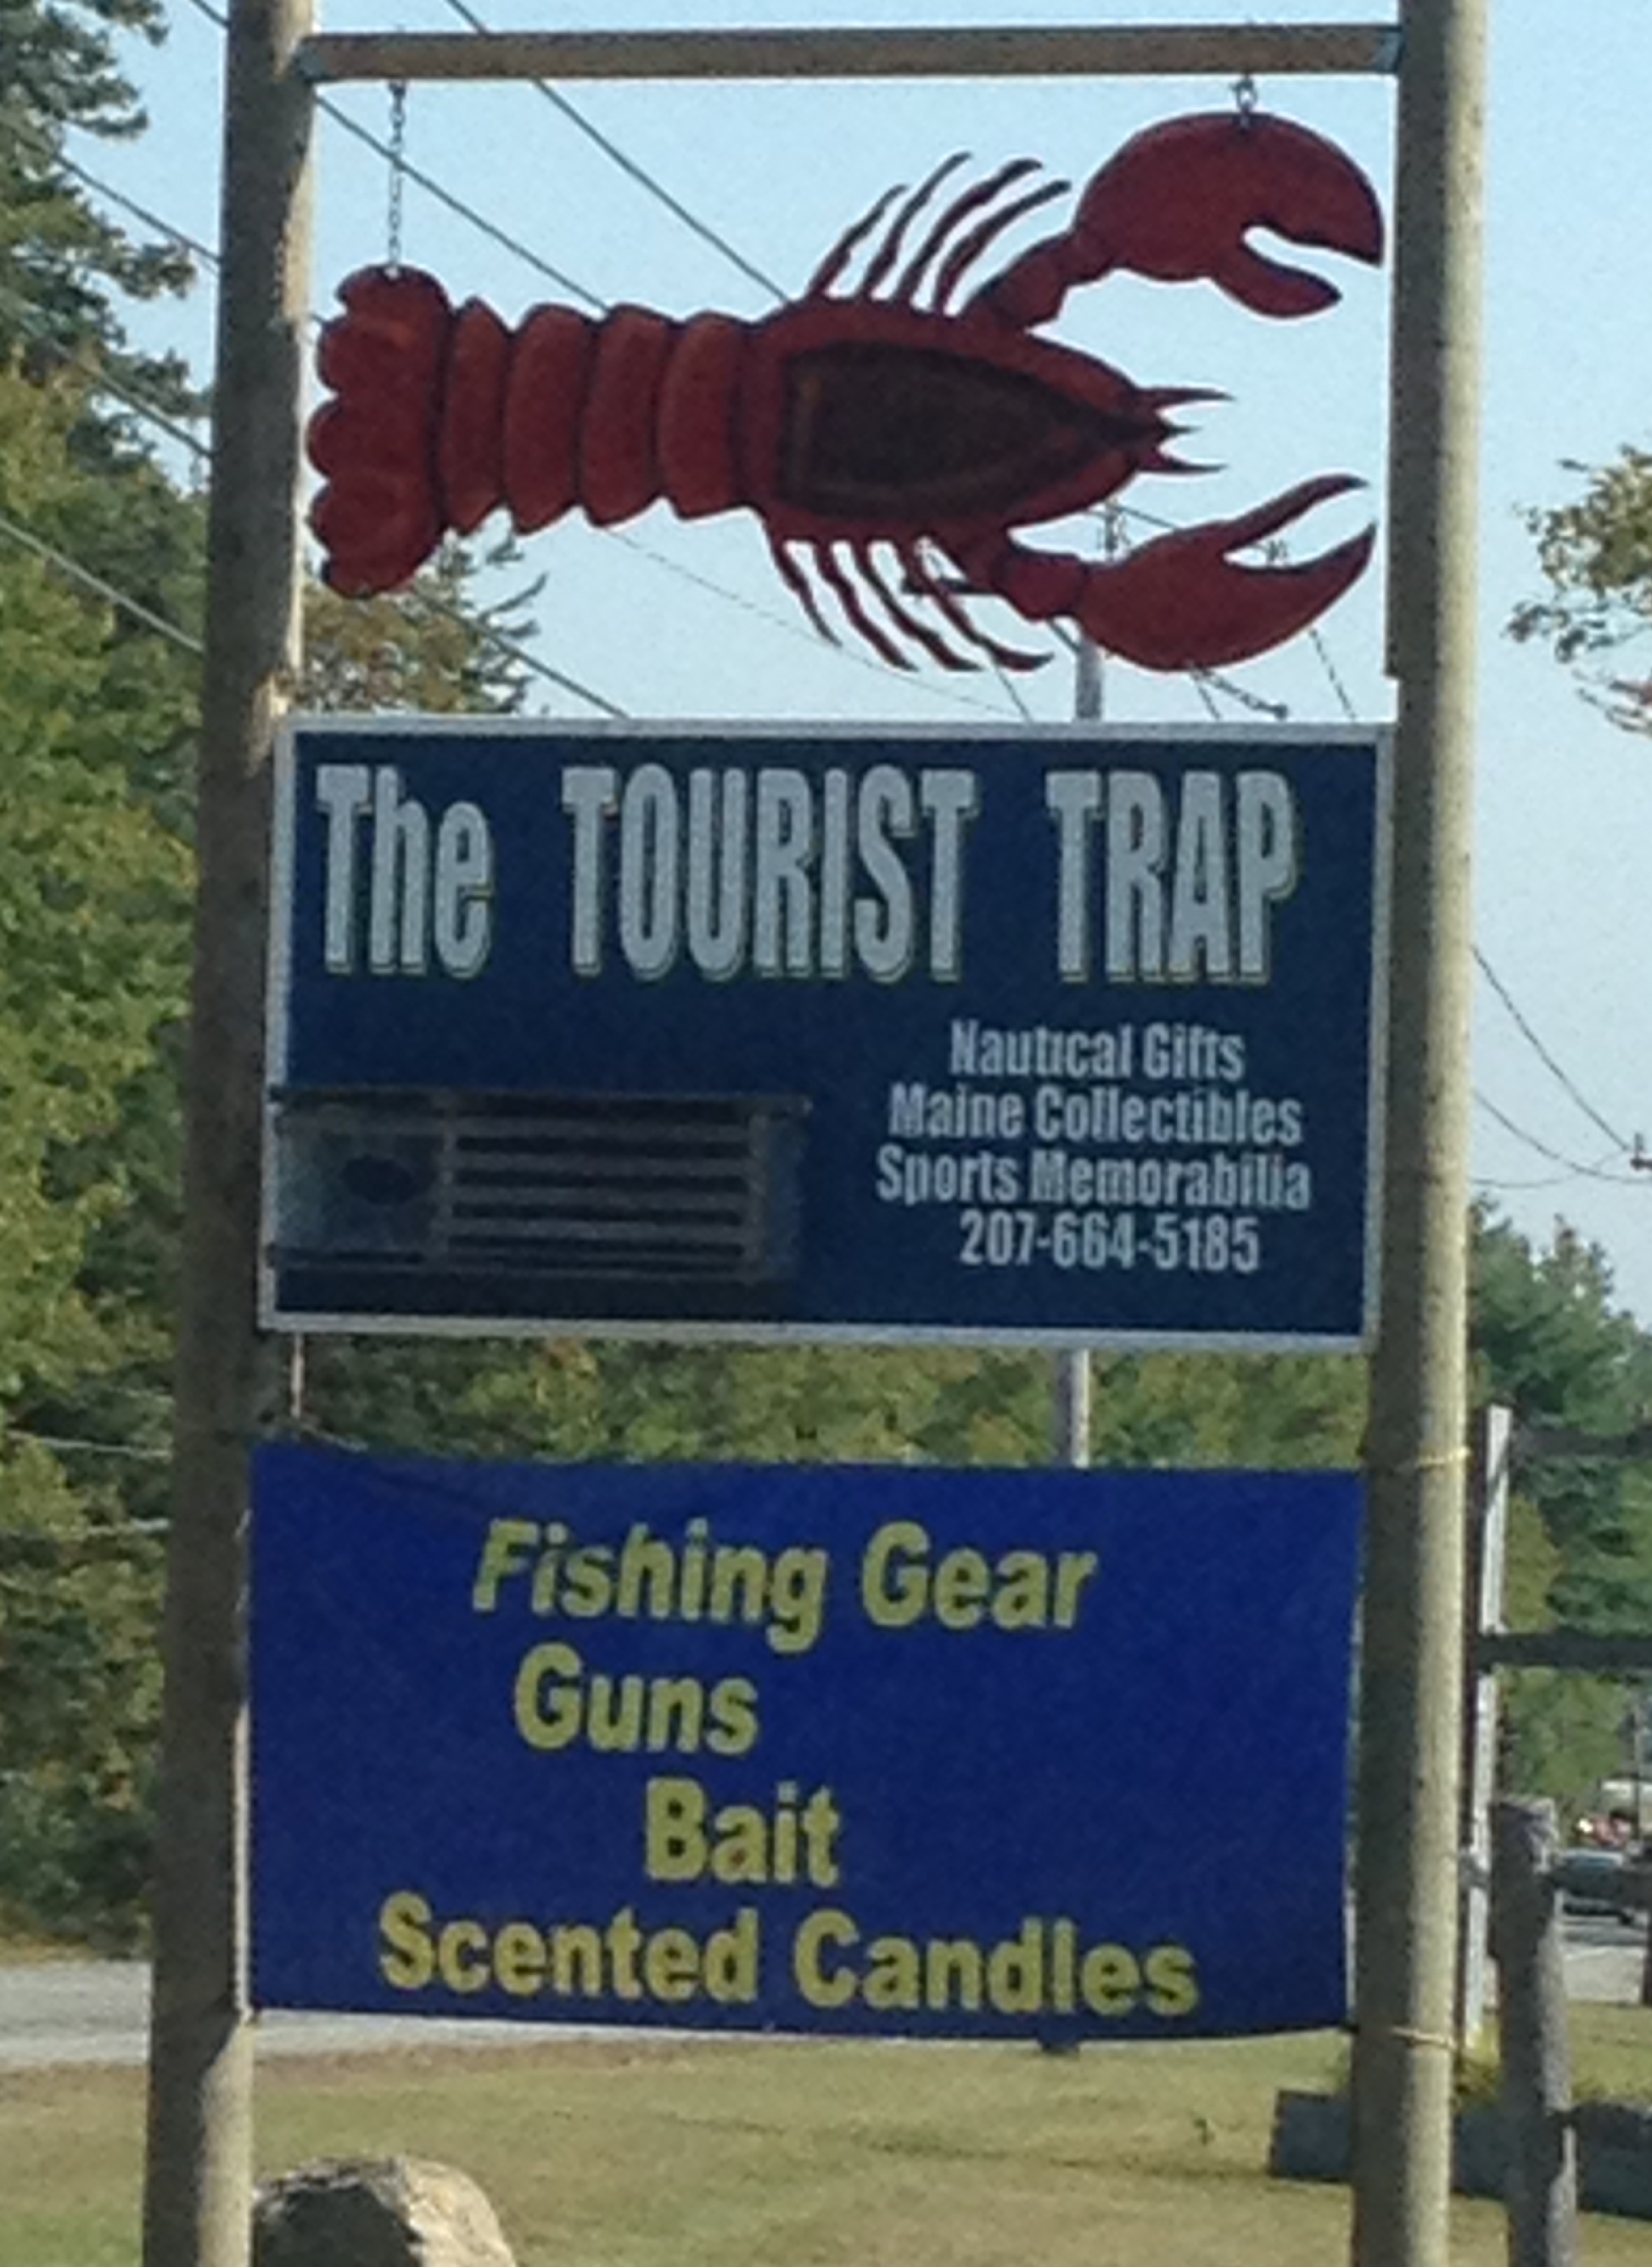 The TOURIST TRAP
Nautical Gifts
Maine Collectibles
Sports Memorabilia
207-664-5185
Fishing Gear
Guns
Bait
Scented Candles